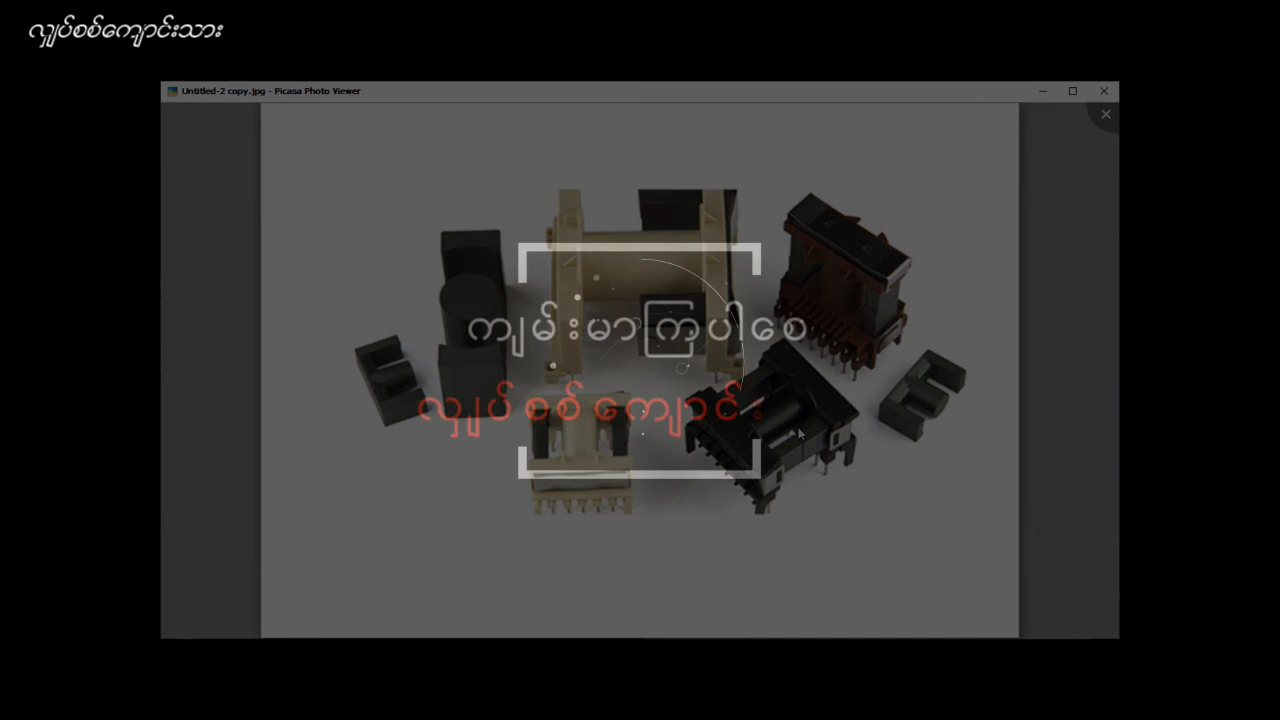 လျှပ်စစ်ကျောင်းသား
Untitled-2 copy.jpg - Picasa Photo Viewer
ကျမ်းမာကြပါစေ
လျှပ်စစ်ကျောင်း